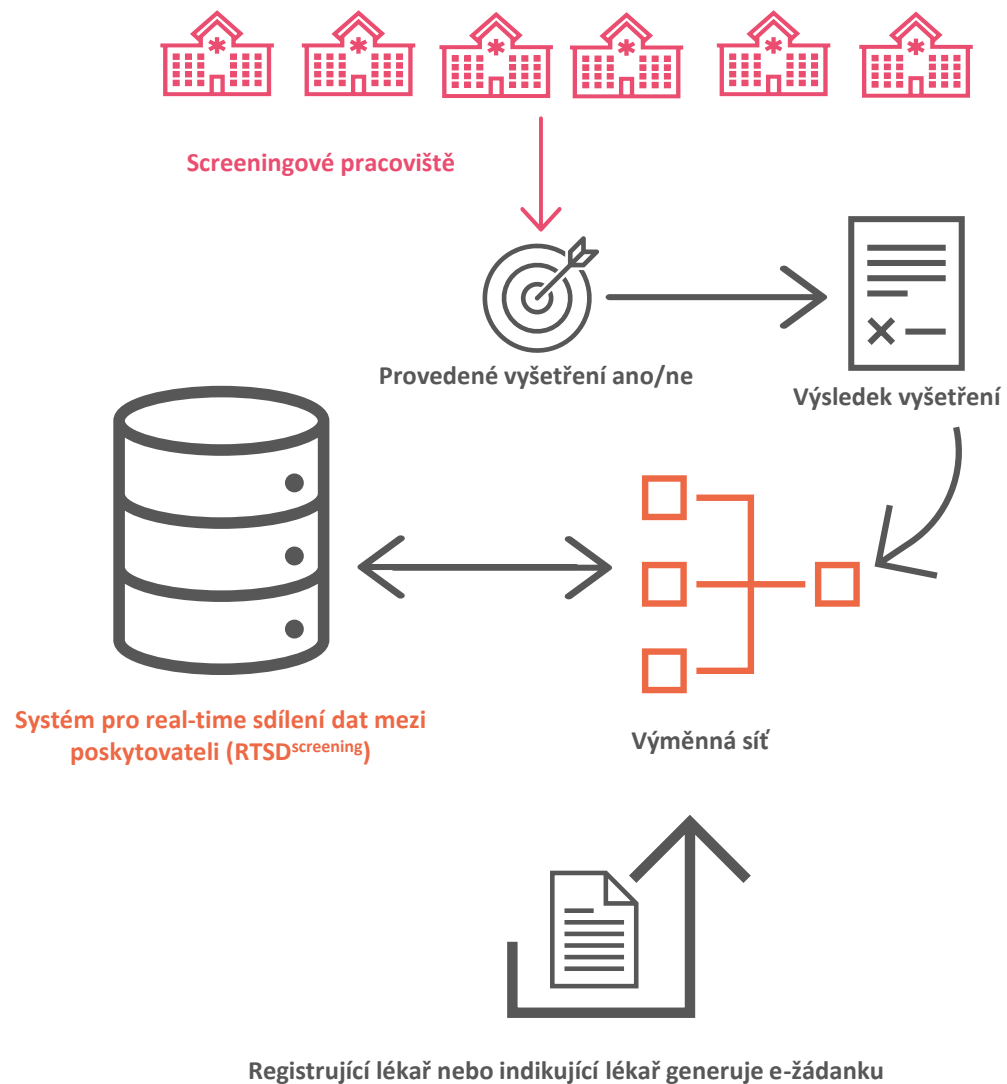 Screeningové pracoviště
Provedené vyšetření ano/ne
Výsledek vyšetření
Systém pro real-time sdílení dat mezi
poskytovateli (RTSDscreening)
Výměnná síť
Registrující lékař nebo indikující lékař generuje e-žádanku